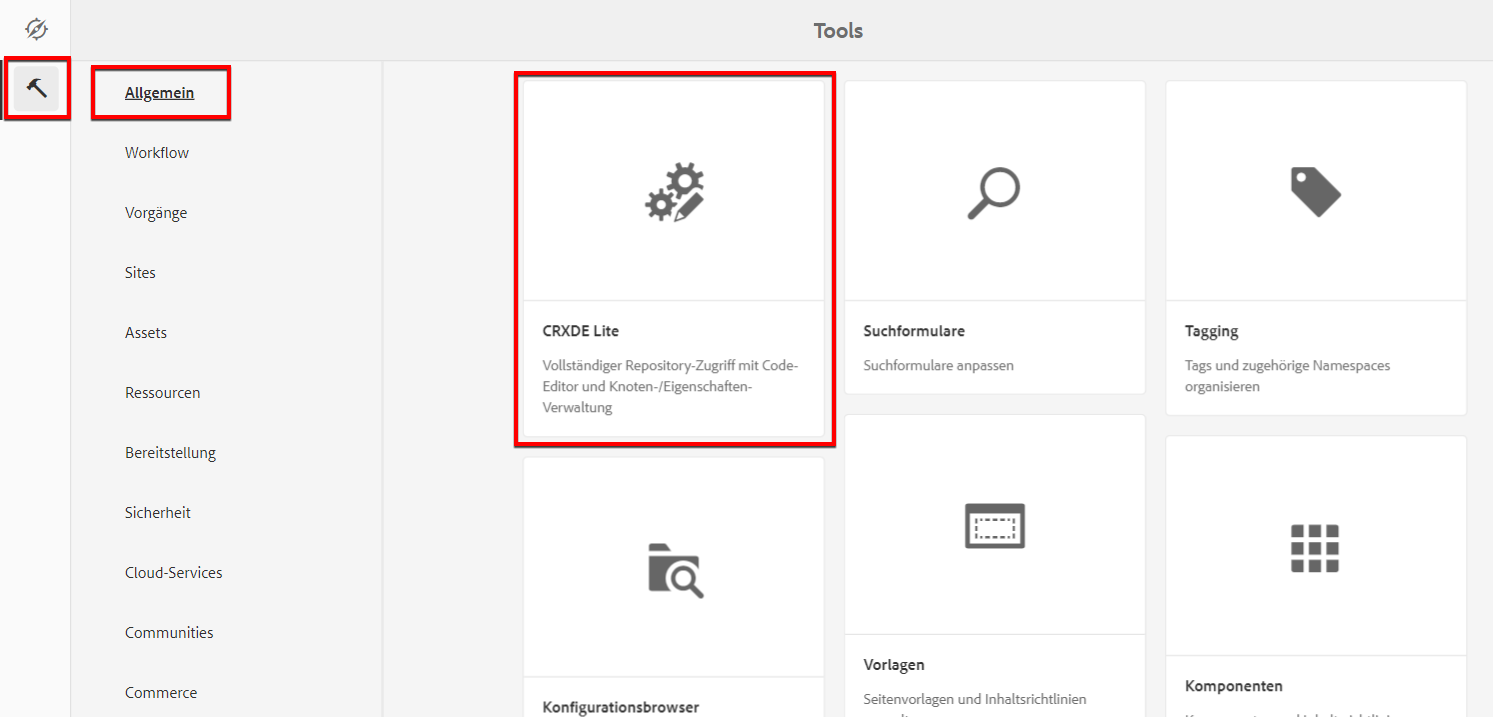 Tools
Allgemein
Workflow
Vorgänge
Sites
Assets
Ressourcen
Bereitstellung
Sicherheit
Cloud-Services
Communities
Commerce
CRXDE Lite
Vollständiger Repository-Zugriff mit Code-
Editor und Knoten-/Eigenschaften-
Verwaltung
Suchformulare
Suchformulare anpassen
Tagging
Tags und zugehörige Namespaces
organisieren
Konfigurationsbrowser
Vorlagen
Seitenvorlagen und Inhaltsrichtlinien
Komponenten